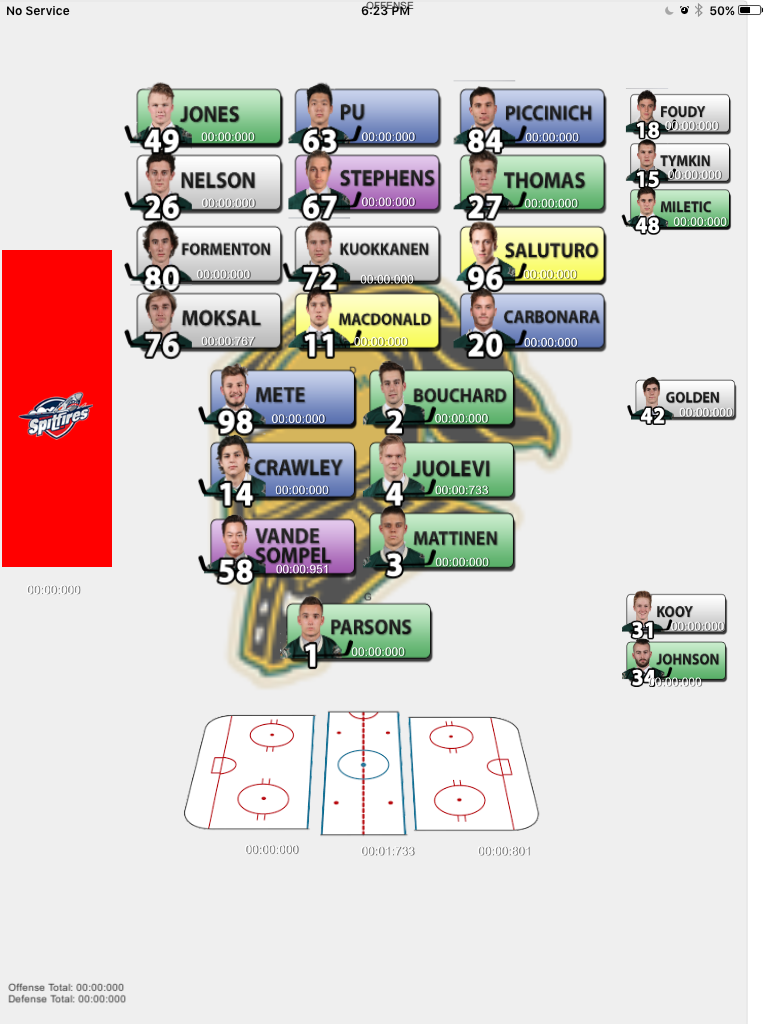 No Service
6:23 PM
50%
OFFENSE
JONES
49
00:00:000
PU
63
00:00:000
PICCINICH
84
00:00:000
FOUDY
18
00:00:000
NELSON
26
00:00:000
STEPHENS
67
00:00:000
THOMAS
27
00:00:000
TYMKIN
15
00:00:000
MILETIC
48
00:00:000
FORMENTON
80
00:00:000
KUOKKANEN
72
00:00:000
SALUTURO
96
00:00:000
MOKSAL
76
00:00:767
MACDONALD
11
00:00:000
CARBONARA
20
00:00:000
D
METE
98
00:00:000
BOUCHARD
2
00:00:000
GOLDEN
42
00:00:000
Spitfires
CRAWLEY
14
00:00:000
JUOLEVI
4
00:00:733
VANDE
SOMPEL
58
00:00:951
MATTINEN
3
00:00:000
00:00:000
G
PARSONS
1
00:00:000
KOOY
31
00:00:000
JOHNSON
34
00:00:000
00:00:000
00:01:733
00:00:801
Offense Total: 00:00:000
Defense Total: 00:00:000